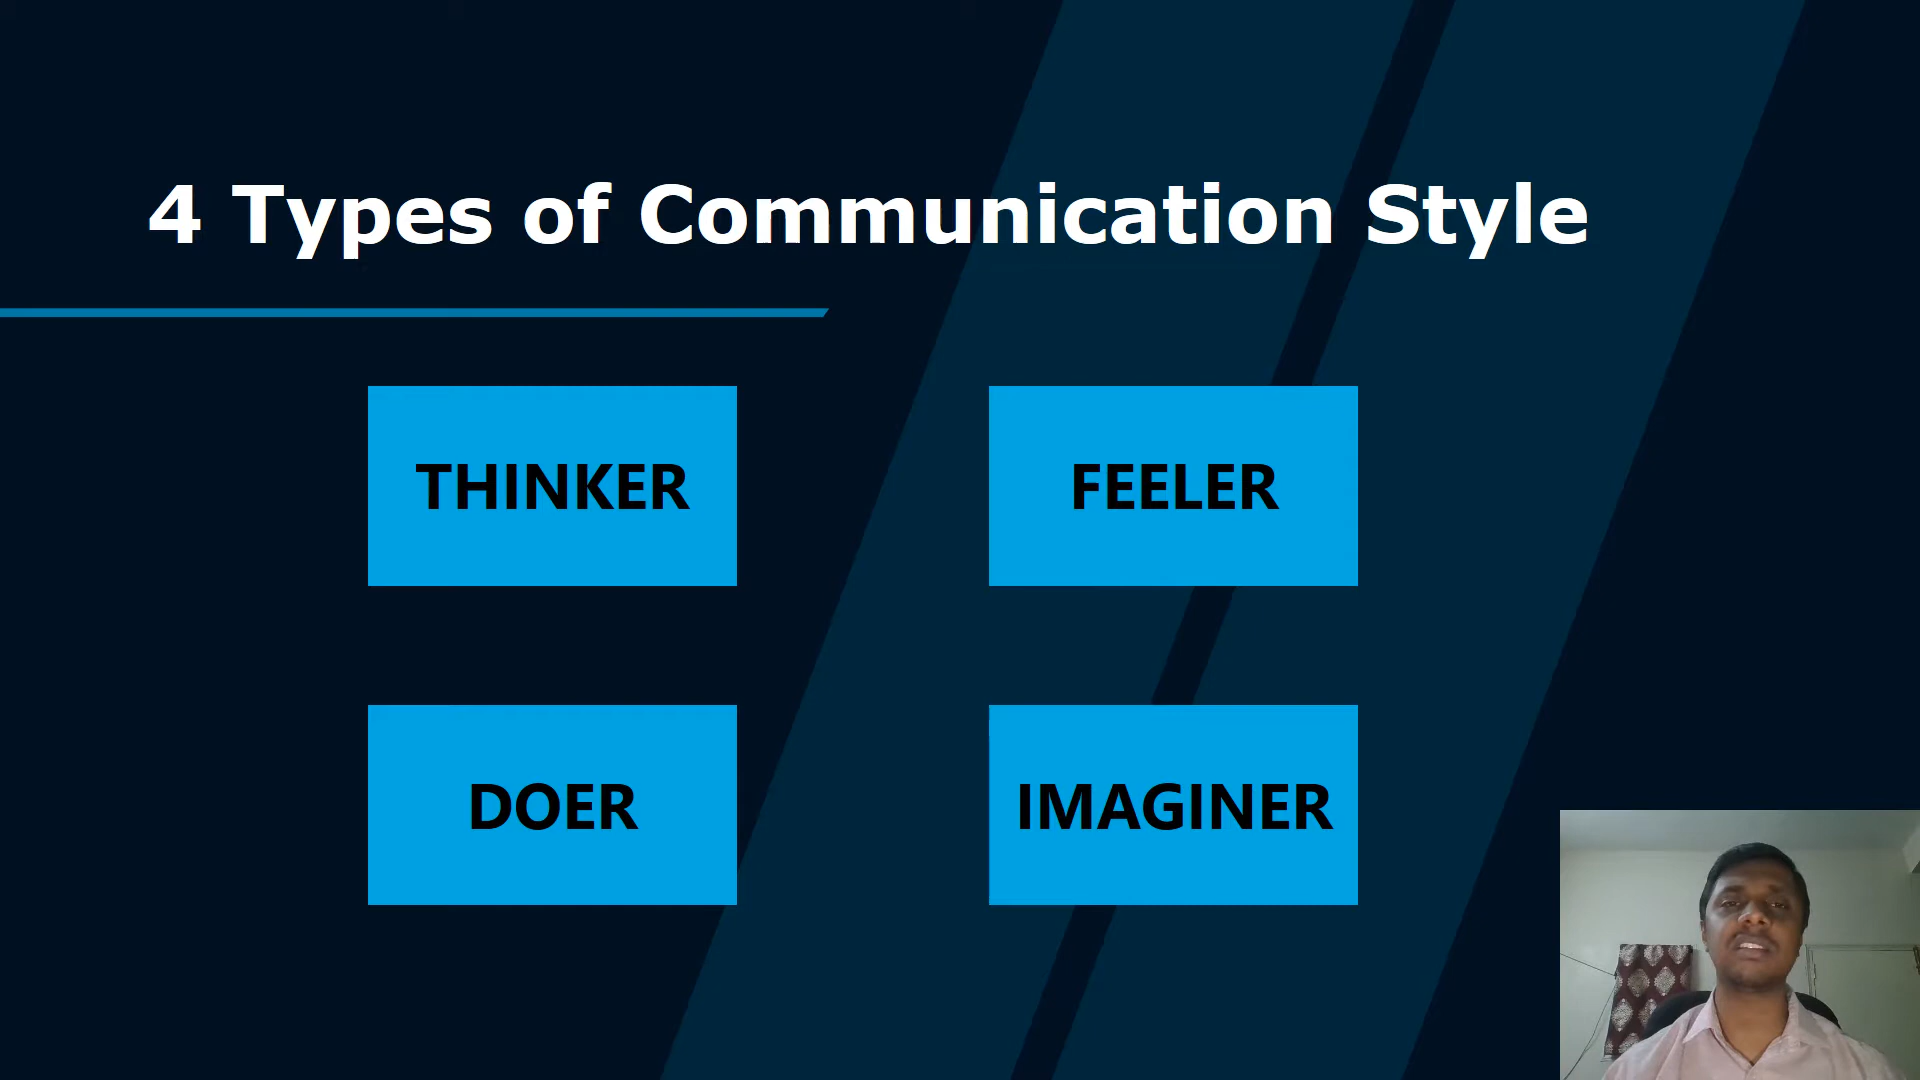 4 Types of Communication Style
THINKER
FEELER
DOER
IMAGINER